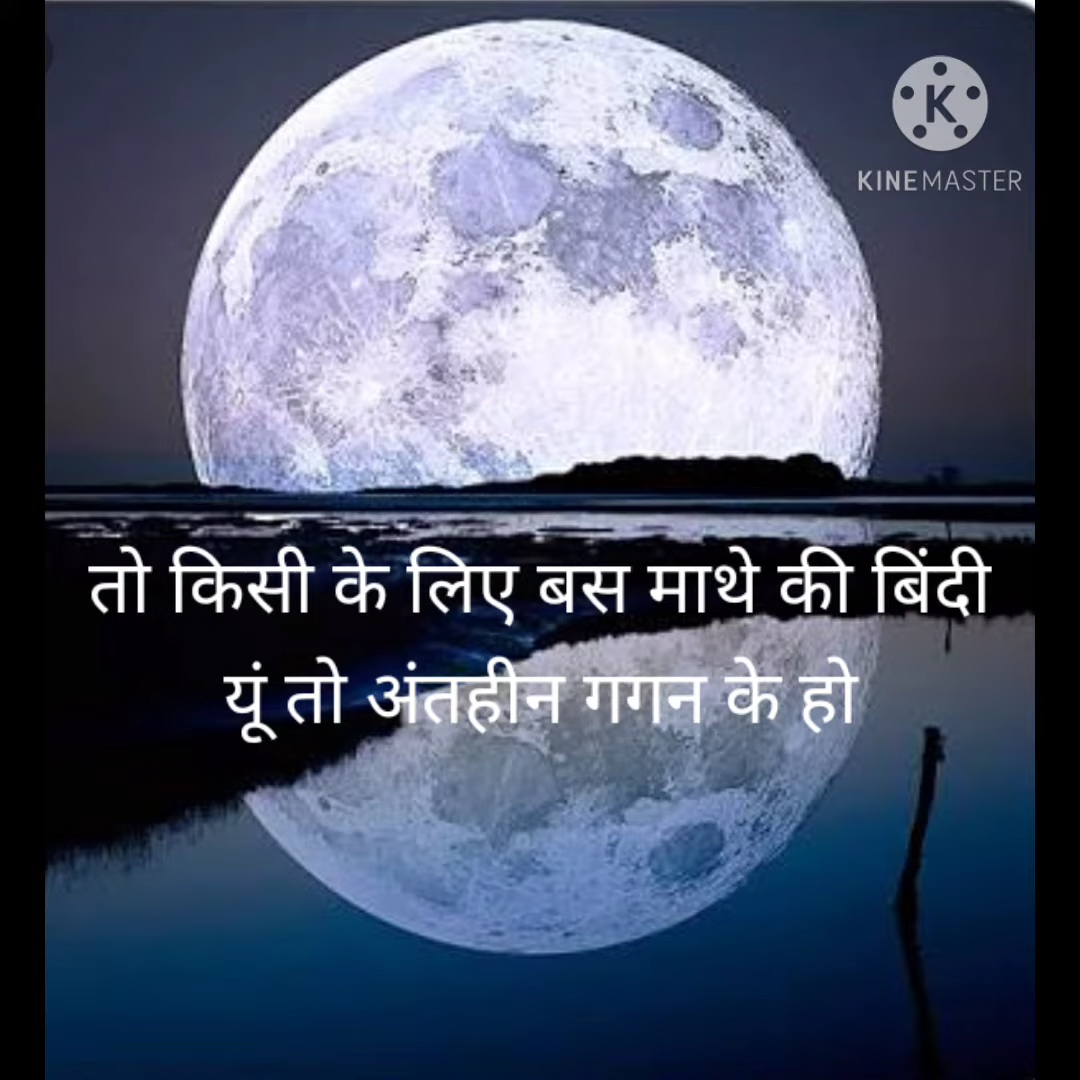 KINEMASTER
तो किसी के लिए बस माथे की बिंदी
यूं तो अंतहीन गगन के हो